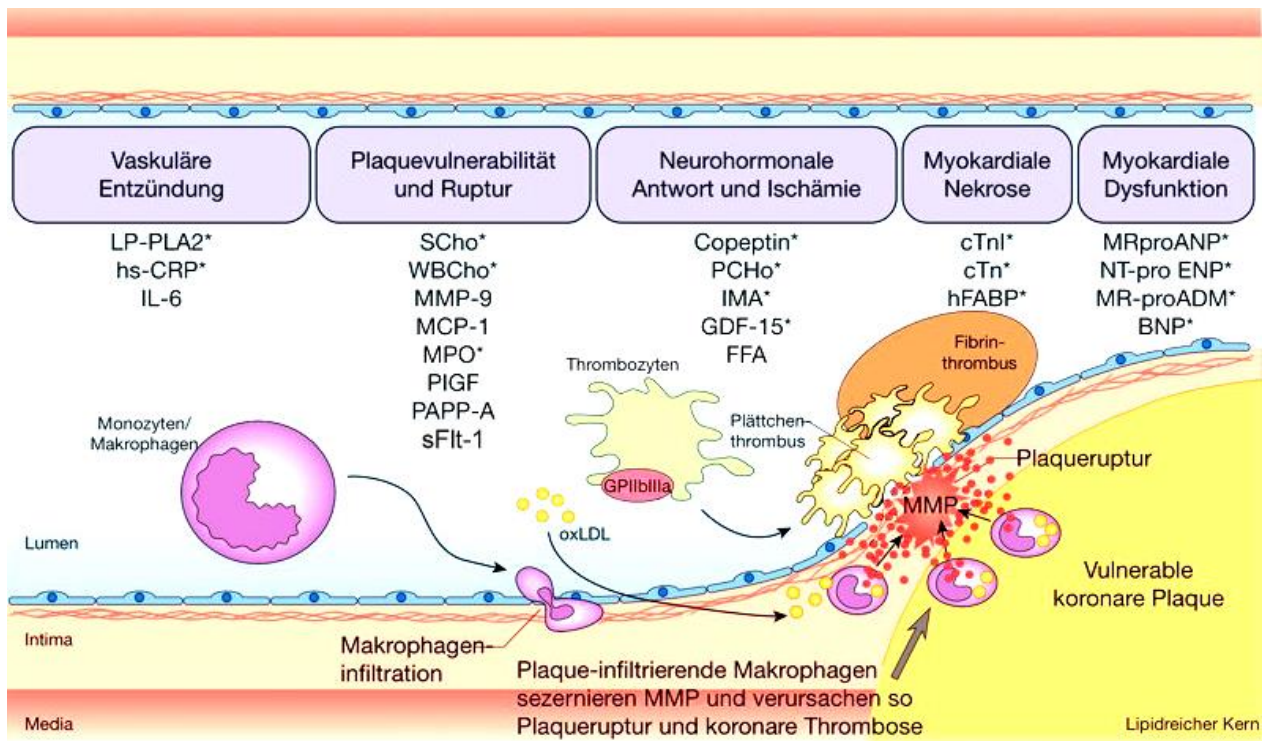 Vaskuläre
Entzündung
LP-PLA2*
hs-CRP*
IL-6
Plaquevulnerabilität
und Ruptur
SCho*
WBCho*
MMP-9
MCP-1
MPO*
PIGF
PAPP-A
sFlt-1
Neurohormonale
Antwort und Ischämie
Copeptin*
PCHo*
IMA*
GDF-15*
FFA
Myokardiale
Nekrose
cTnI*
cTn*
hFABP*
Myokardiale
Dysfunktion
MRproANP*
NT-pro ENP*
MR-proADM*
BNP*
Monozyten/
Makrophagen
Thrombozyten
GPIIbIIIa
Plättchen-
thrombus
Fibrin-
thrombus
Plaqueruptur
MMP
oxLDL
Lumen
Vulnerable
koronare Plaque
Intima
Makrophagen-
infiltration
Plaque-infiltrierende Makrophagen
sezernieren MMP und verursachen so
Plaqueruptur und koronare Thrombose
Media
Lipidreicher Kern